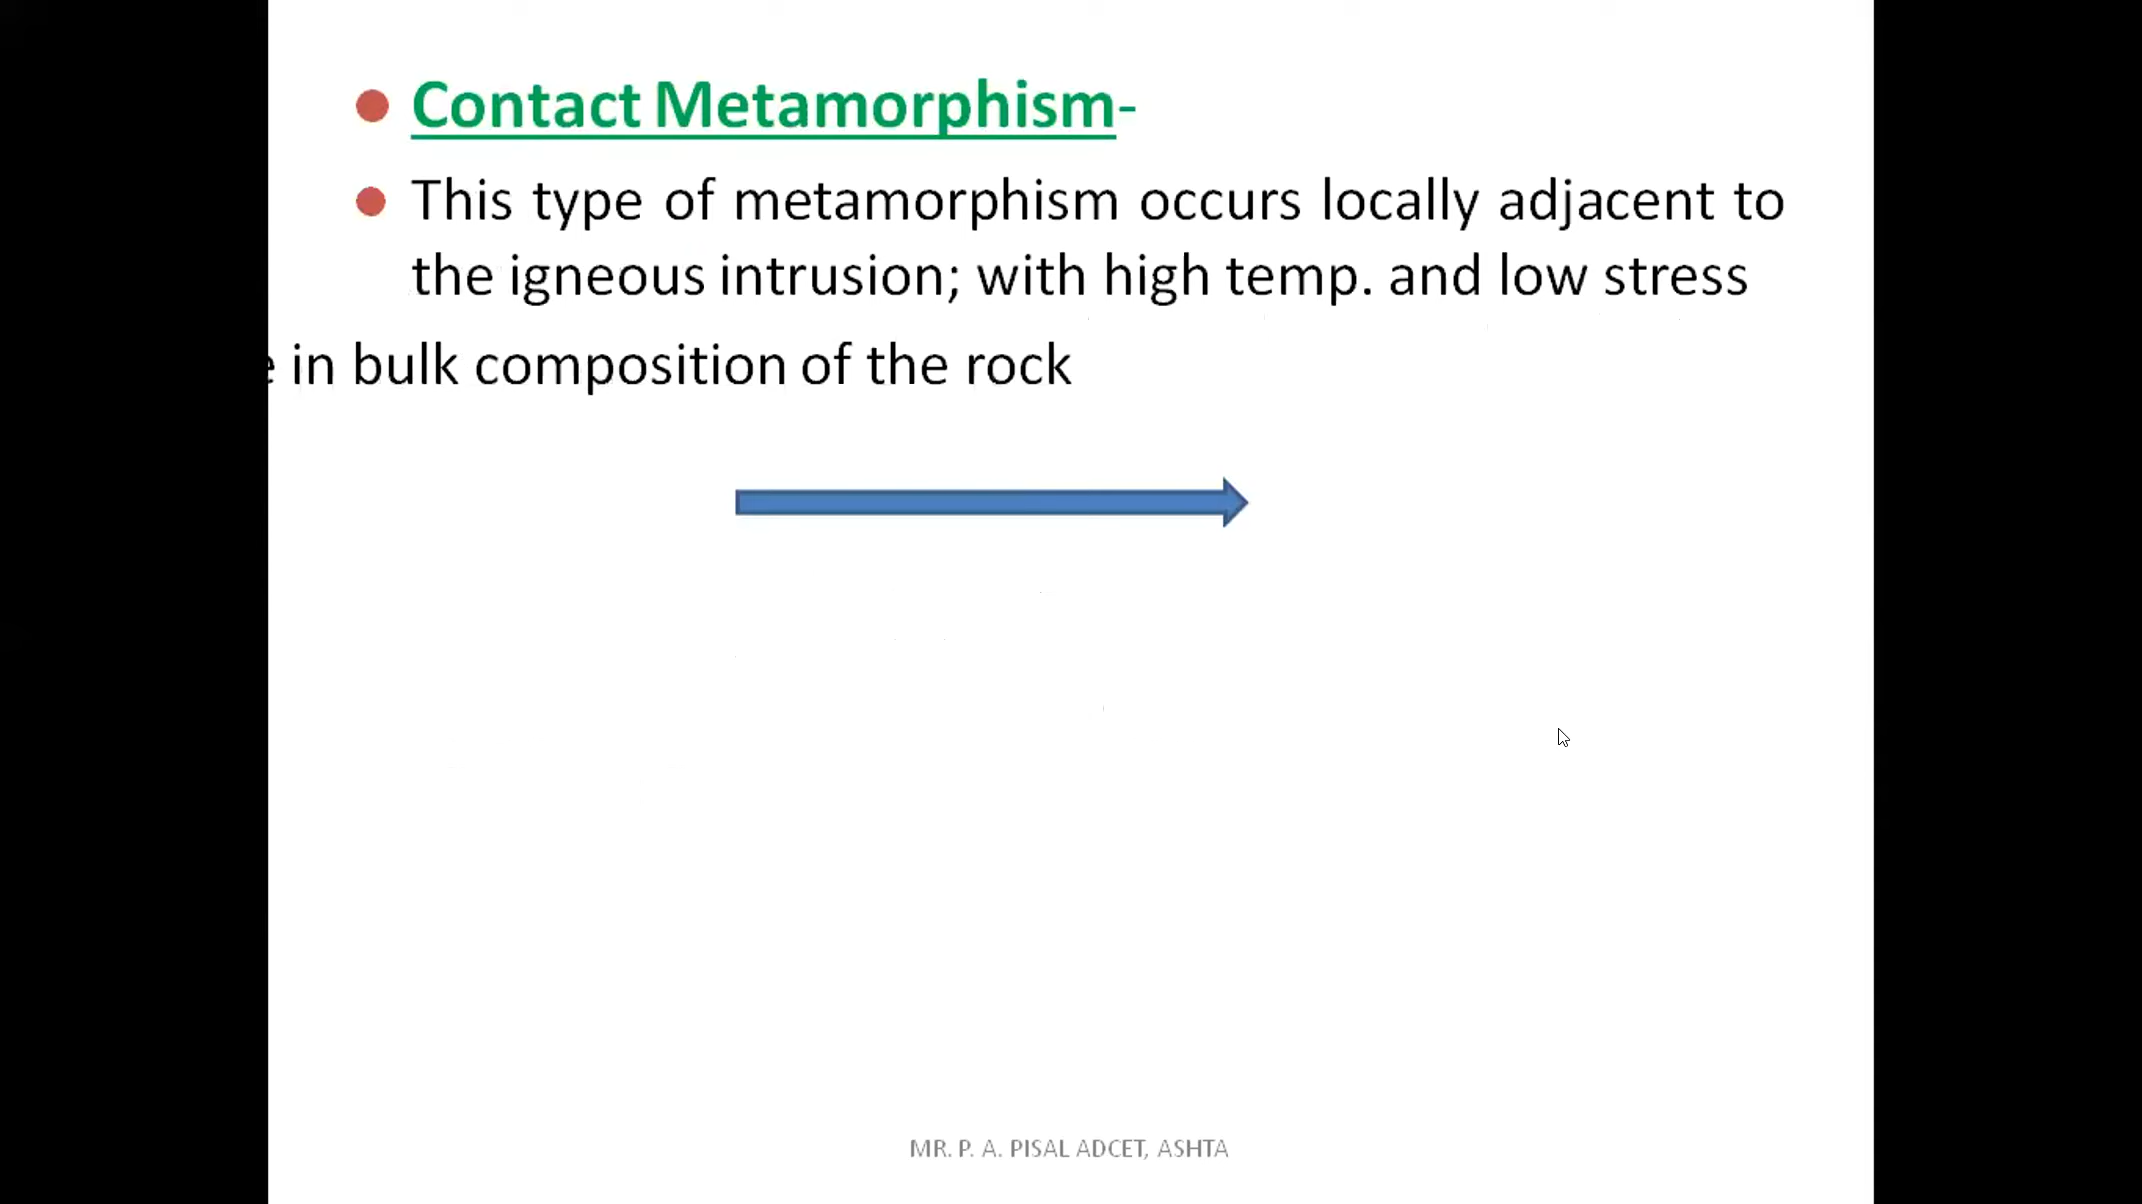 Contact Metamorphism-
This type of metamorphism occurs locally adjacent to
the igneous intrusion; with high temp. and low stress
in bulk composition of the rock
MR. P. A. PISAL ADCET, ASHTA